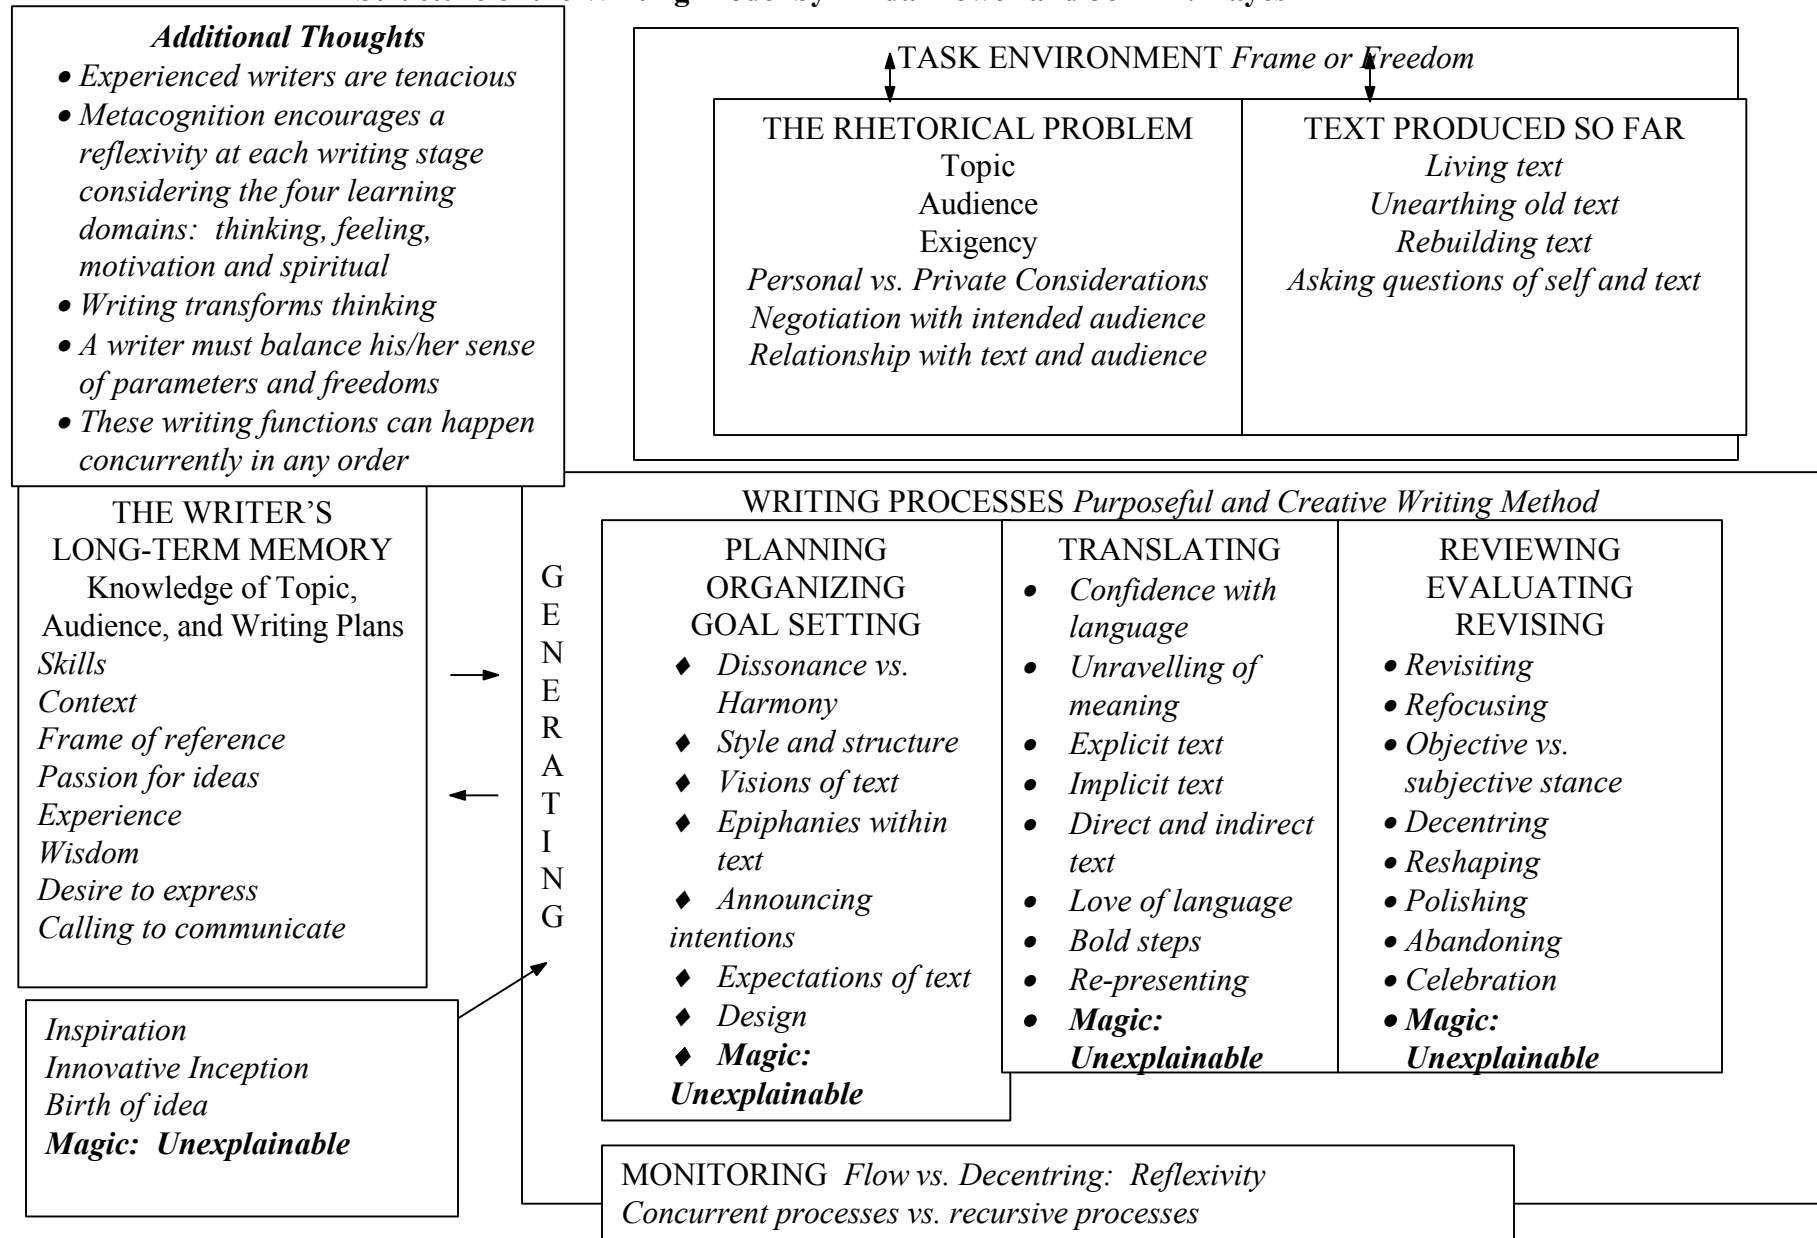 Additional Thoughts
• Experienced writers are tenacious
• Metacognition encourages a
reflexivity at each writing stage
considering the four learning
domains: thinking, feeling,
motivation and spiritual
• Writing transforms thinking
• A writer must balance his/her sense
of parameters and freedoms
• These writing functions can happen
concurrently in any order
TASK ENVIRONMENT Frame or Freedom
THE RHETORICAL PROBLEM
Topic
Audience
Exigency
Personal vs. Private Considerations
Negotiation with intended audience
Relationship with text and audience
TEXT PRODUCED SO FAR
Living text
Unearthing old text
Rebuilding text
Asking questions of self and text
THE WRITER'S
LONG-TERM MEMORY
Knowledge of Topic,
Audience, and Writing Plans
Skills
Context
Frame of reference
Passion for ideas
Experience
Wisdom
Desire to express
Calling to communicate
Inspiration
Innovative Inception
Birth of idea
Magic: Unexplainable
GENERATING
WRITING PROCESSES Purposeful and Creative Writing Method
PLANNING
ORGANIZING
GOAL SETTING
♦ Dissonance vs.
Harmony
♦ Style and structure
♦ Visions of text
♦ Epiphanies within
text
♦ Announcing
intentions
♦ Expectations of text
♦ Design
♦ Magic:
Unexplainable
TRANSLATING
• Confidence with
language
• Unravelling of
meaning
• Explicit text
• Implicit text
• Direct and indirect
text
• Love of language
• Bold steps
• Re-presenting
• Magic:
Unexplainable
REVIEWING
EVALUATING
REVISING
• Revisiting
• Refocusing
• Objective vs.
subjective stance
• Decentring
• Reshaping
• Polishing
• Abandoning
• Celebration
• Magic:
Unexplainable
MONITORING Flow vs. Decentring: Reflexivity
Concurrent processes vs. recursive processes